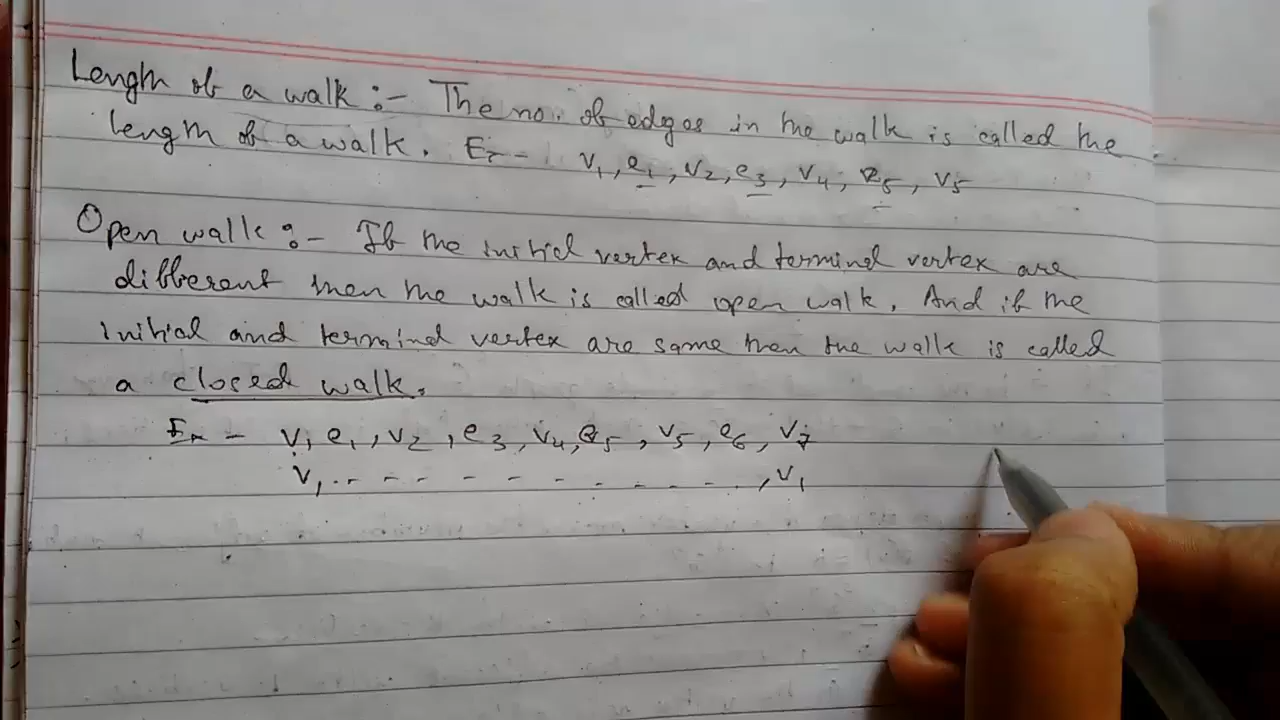 Length of a walk :- The no. of edges in the walk is called the
length of a walk. Ex - v1, e1, v2, e3, v4, e5, v5
Open walk :- If the initial vertex and terminal vertex are
different then the walk is called open walk. And if the
initial and terminal vertex are same then the walk is called
a closed walk.
Ex - v1 e1, v2, e3, v4, e5, v5, e6, v7
v1, - - - - - - - - - - , v1